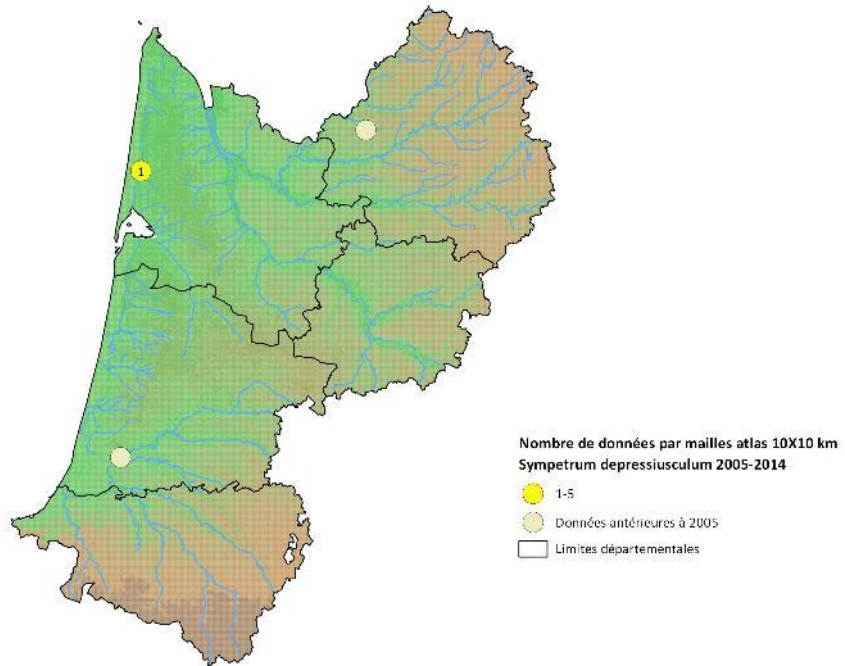 1
Nombre de données par mailles atlas 10X10 km
Sympetrum depressiusculum 2005-2014
1-5
Données antérieures à 2005
Limites départementales